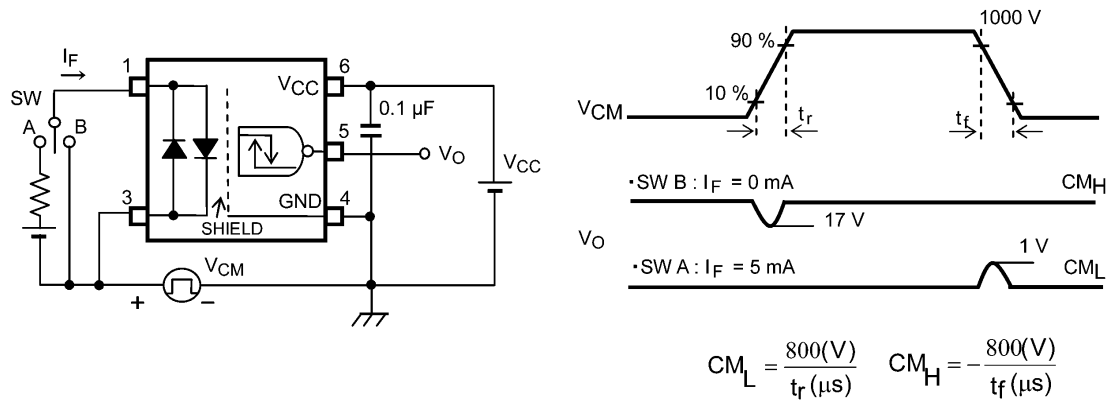 IF
1
6
SW
VCC
A
B
0.1 μF
5
VO
VCC
GND
3
4
SHIELD
VCM
+
−
1000 V
90 %
10 %
VCM
tr
tf
·SW B : IF = 0 mA
CMH
17 V
VO
1 V
·SW A : IF = 5 mA
CML
CML = 800(V) / tr(μs)
CMH = − 800(V) / tf(μs)